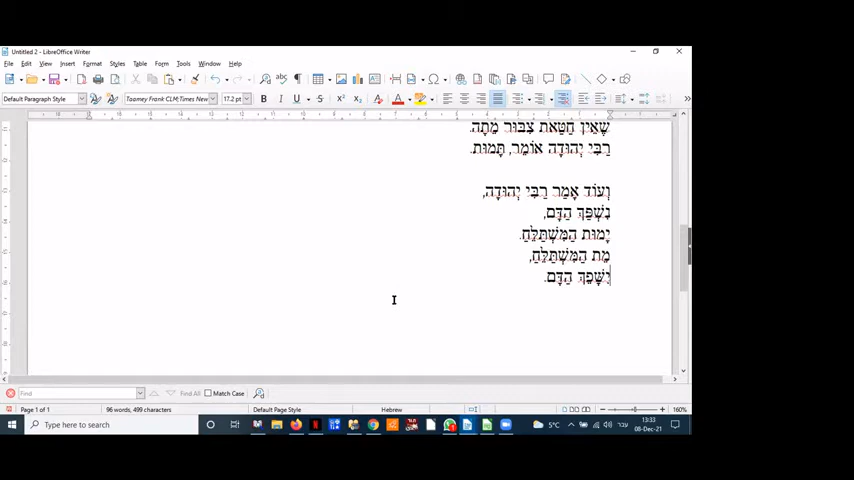 Untitled 2 - LibreOffice Writer
File Edit View Insert Format Styles Table Form Tools Window Help
Default Paragraph Style Taamey Frank CLM;Times New 17.2 pt
שֶׁאֵין חַטַּאת צִבּוּר מֵתָה.
רַבִּי יְהוּדָה אוֹמֵר, תָּמוּת.
וְעוֹד אָמַר רַבִּי יְהוּדָה,
נִשְׁפַּךְ הַדָּם,
יָמוּת הַמִּשְׁתַּלֵּחַ.
מֵת הַמִּשְׁתַּלֵּחַ,
יִשָּׁפֵךְ הַדָּם.
Find Find All Match Case
Page 1 of 1 96 words, 499 characters Default Page Style Hebrew 160%
Type here to search 5°C עבר 13:33
08-Dec-21